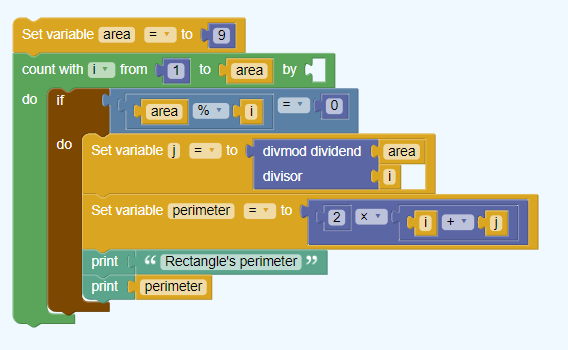 Set variable area = to 9
count with i from 1 to area by
do if area % i = 0
do Set variable j = to divmod dividend area
divisor i
Set variable perimeter = to 2 × i + j
print “ Rectangle's perimeter ”
print perimeter